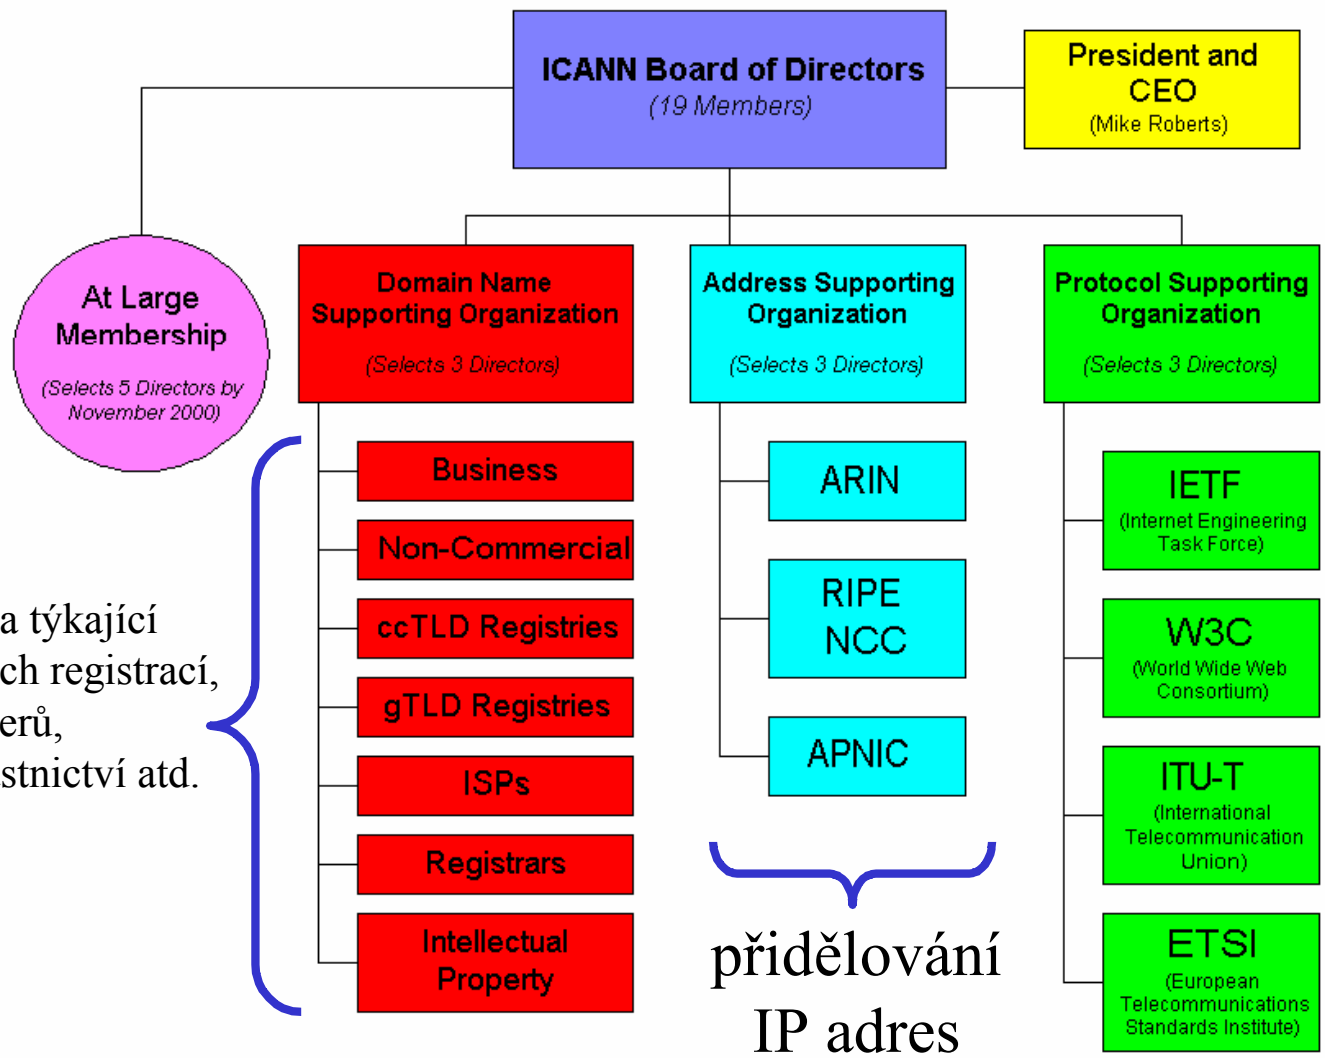 ICANN Board of Directors
(19 Members)
President and
CEO
(Mike Roberts)
At Large
Membership
(Selects 5 Directors by
November 2000)
Domain Name
Supporting Organization
(Selects 3 Directors)
Business
Non-Commercial
ccTLD Registries
gTLD Registries
ISPs
Registrars
Intellectual
Property
a týkající
ch registrací,
erů,
stnictví atd.
Address Supporting
Organization
(Selects 3 Directors)
ARIN
RIPE
NCC
APNIC
přidělování
IP adres
Protocol Supporting
Organization
(Selects 3 Directors)
IETF
(Internet Engineering
Task Force)
W3C
(World Wide Web
Consortium)
ITU-T
(International
Telecommunication
Union)
ETSI
(European
Telecommunications
Standards Institute)